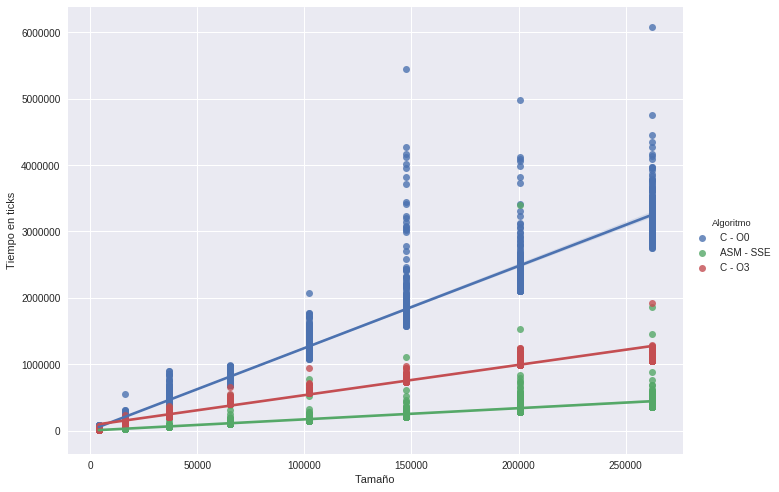 6000000
5000000
4000000
3000000
2000000
1000000
0
Tiempo en ticks
0
50000
100000
150000
200000
250000
Tamaño
Algoritmo
C - O0
ASM - SSE
C - O3